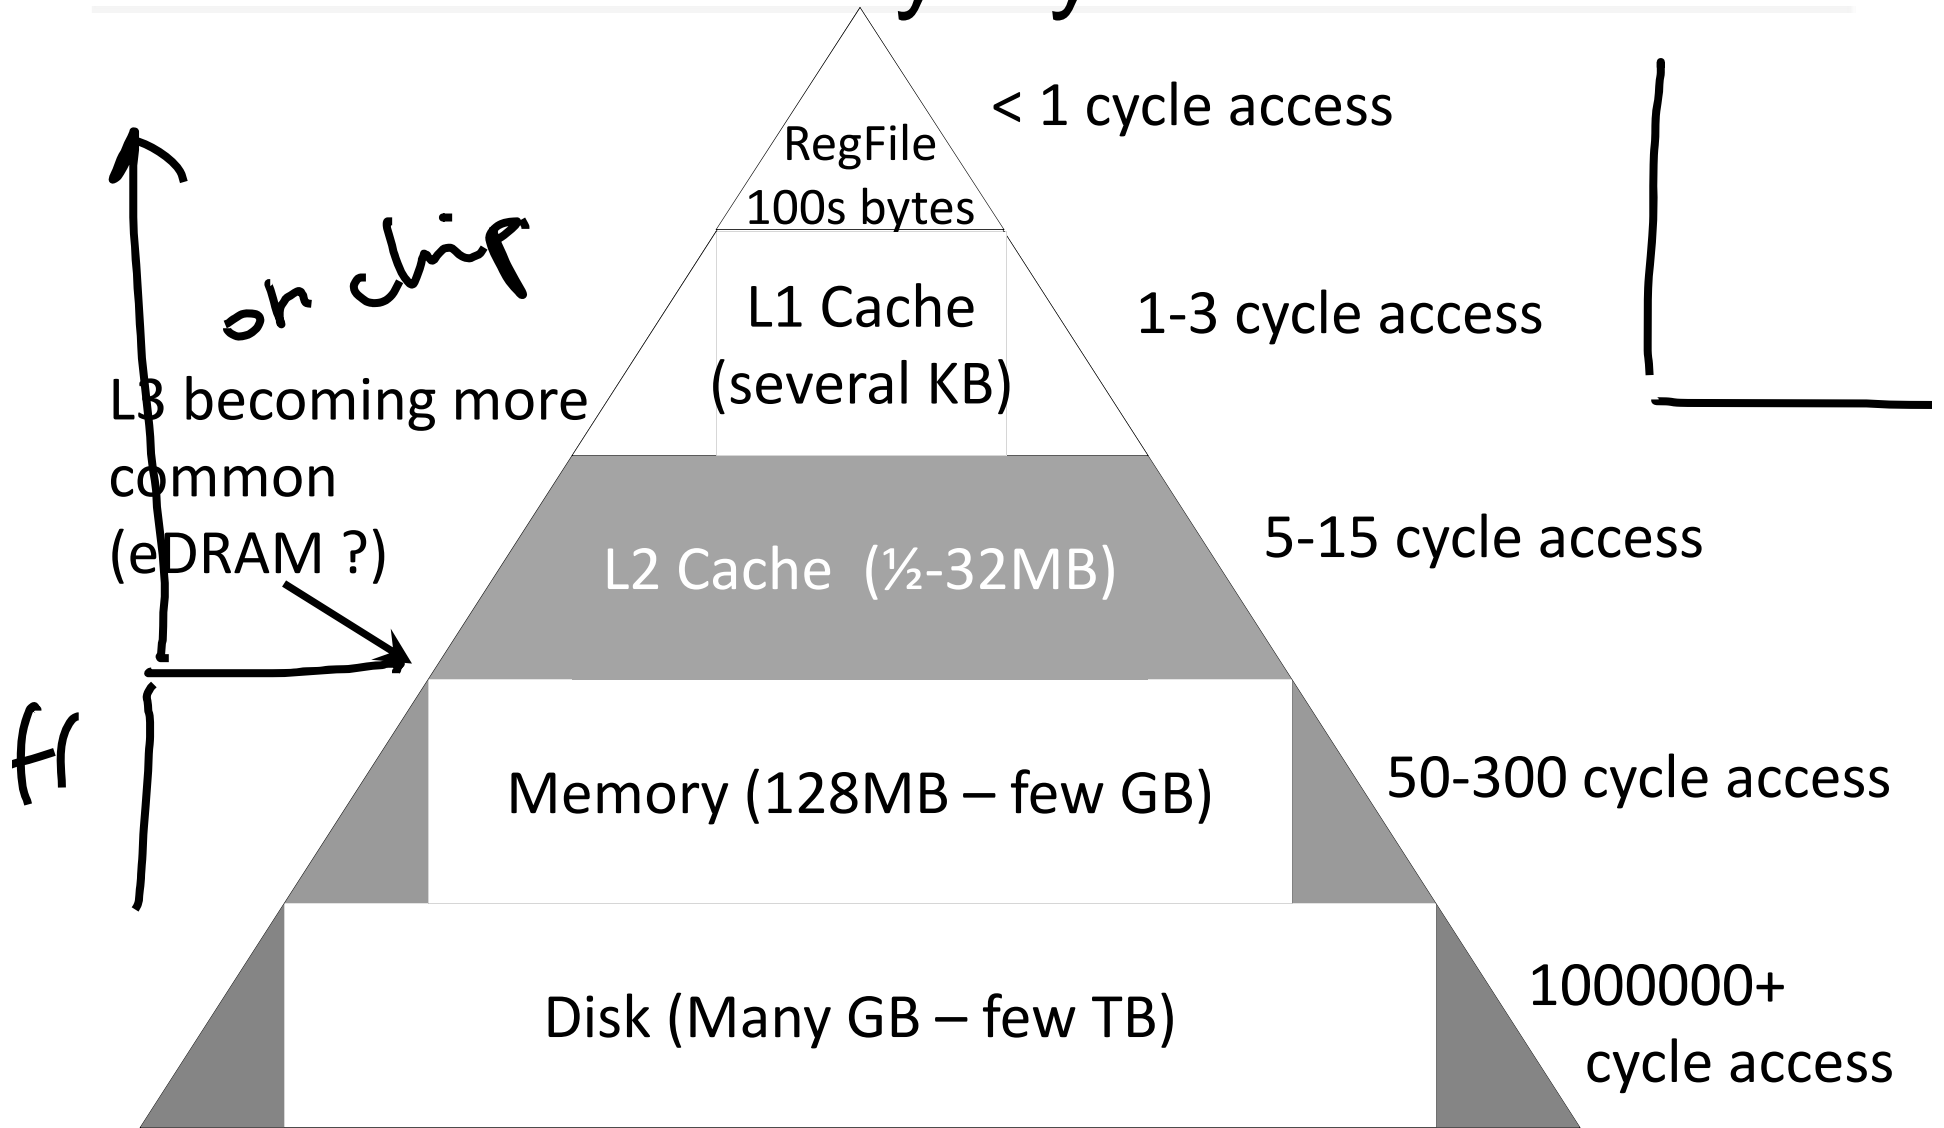 < 1 cycle access
RegFile
100s bytes
on chip
L1 Cache
(several KB)
1-3 cycle access
L3 becoming more
common
(eDRAM ?)
L2 Cache (½-32MB)
5-15 cycle access
Memory (128MB – few GB)
50-300 cycle access
Disk (Many GB – few TB)
1000000+
cycle access